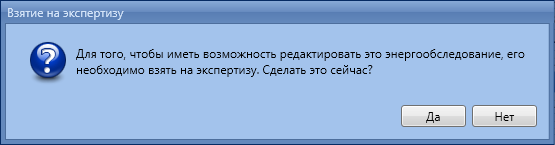 Взятие на экспертизу
Для того, чтобы иметь возможность редактировать это энергообследование, его
необходимо взять на экспертизу. Сделать это сейчас?
Да
Нет